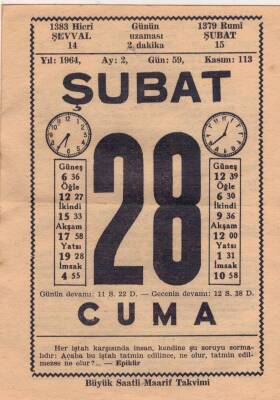 1383 Hicrî Günün 1379 Rumî
ŞEVVAL uzaması ŞUBAT
14 2 dakika 15
Yıl: 1964, Ay: 2, Gün: 59, Kasım: 113
ŞUBAT
28
Güneş
6 36
Öğle
12 27
İkindi
15 33
Akşam
17 58
Yatsı
19 28
İmsak
4 55
Güneş
12 39
Öğle
6 30
İkindi
9 36
Akşam
12 00
Yatsı
1 31
İmsak
10 58
Günün devamı: 11 S. 22 D. — Gecenin devamı: 12 S. 38 D.
CUMA
Her iştah karşısında insan, kendine şu soruyu sorma-
lıdır: Acaba bu iştah tatmin edilince, ne olur, tatmin edil-
mezse ne olur?... — Epikür
Büyük Saatli Maarif Takvimi